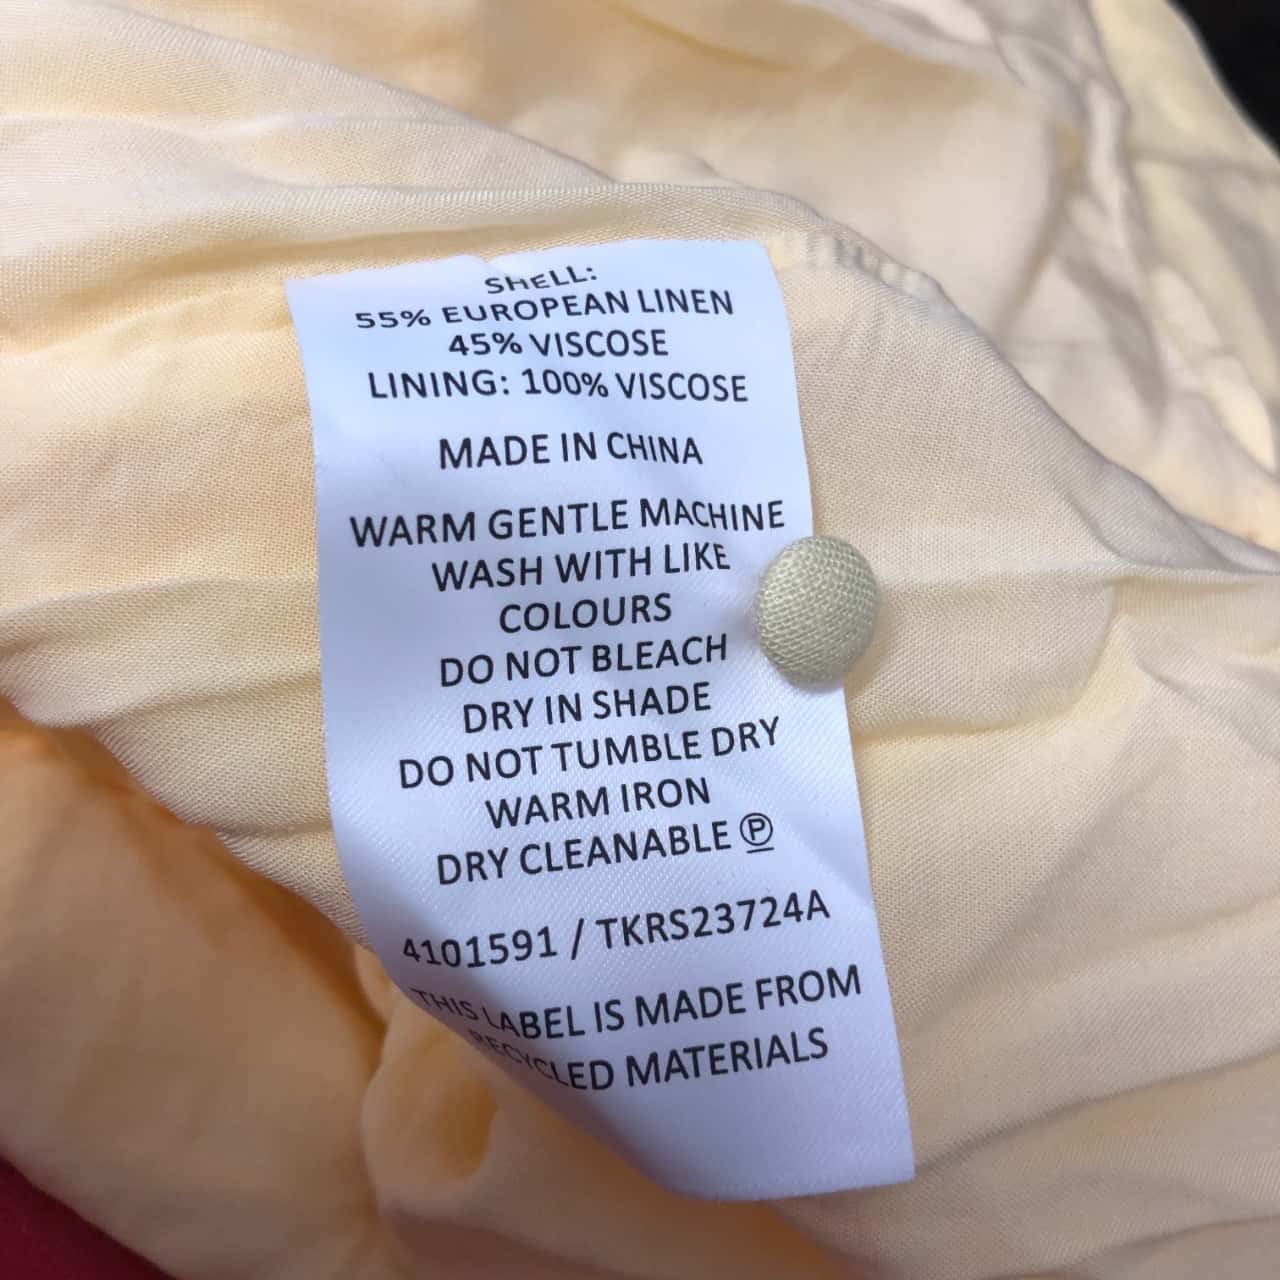 SHELL:
55% EUROPEAN LINEN
45% VISCOSE
LINING: 100% VISCOSE
MADE IN CHINA
WARM GENTLE MACHINE
WASH WITH LIKE
COLOURS
DO NOT BLEACH
DRY IN SHADE
DO NOT TUMBLE DRY
WARM IRON
DRY CLEANABLE Ⓟ
4101591 / TKRS23724A
THIS LABEL IS MADE FROM
RECYCLED MATERIALS